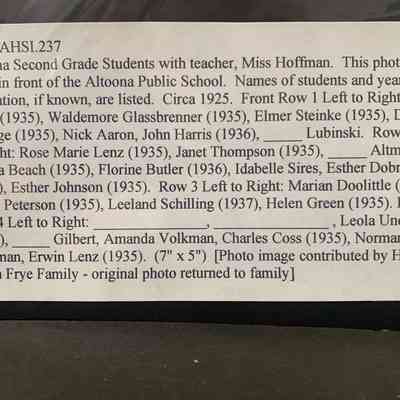 AHSI.237
na Second Grade Students with teacher, Miss Hoffman. This phot
in front of the Altoona Public School. Names of students and year
tion, if known, are listed. Circa 1925. Front Row 1 Left to Right
(1935), Waldemore Glassbrenner (1935), Elmer Steinke (1935), D
ge (1935), Nick Aaron, John Harris (1936), _____ Lubinski. Row
ht: Rose Marie Lenz (1935), Janet Thompson (1935), _____ Altm
a Beach (1935), Florine Butler (1936), Idabelle Sires, Esther Dobr
), Esther Johnson (1935). Row 3 Left to Right: Marian Doolittle (
Peterson (1935), Leeland Schilling (1937), Helen Green (1935). R
4 Left to Right: _______________, _______________, Leola Und
), _____ Gilbert, Amanda Volkman, Charles Coss (1935), Norman
man, Erwin Lenz (1935). (7" x 5") [Photo image contributed by H
n Frye Family - original photo returned to family]